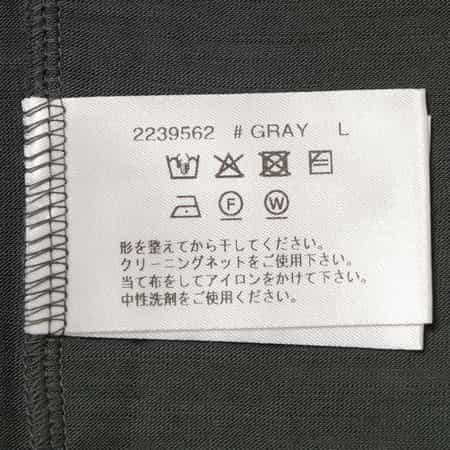 2239562 # GRAY L
F W
形を整えてから干してください。
クリーニングネットをご使用下さい。
当て布をしてアイロンをかけて下さい。
中性洗剤をご使用ください。